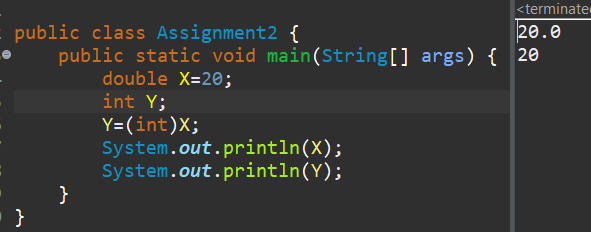 public class Assignment2 {
public static void main(String[] args) {
double X=20;
int Y;
Y=(int)X;
System.out.println(X);
System.out.println(Y);
}
}
<terminated
20.0
20